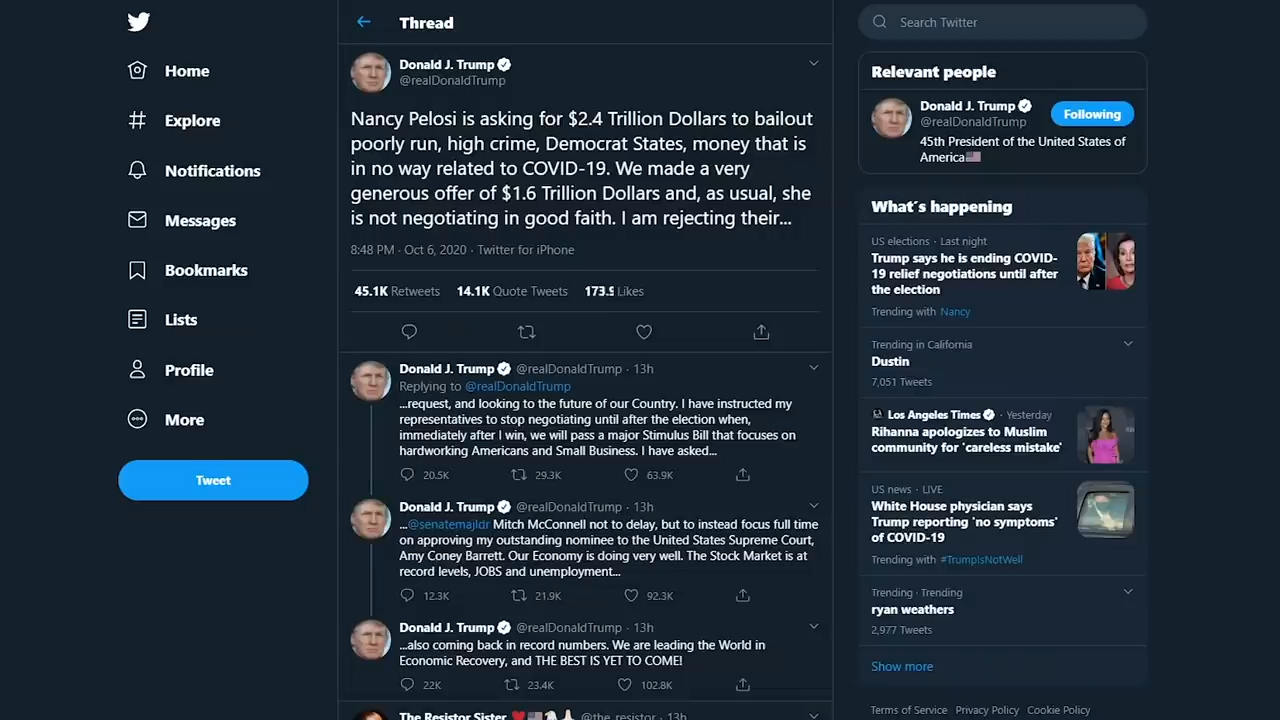 Home
Explore
Notifications
Messages
Bookmarks
Lists
Profile
More
Tweet
Thread
Donald J. Trump
@realDonaldTrump
Nancy Pelosi is asking for $2.4 Trillion Dollars to bailout
poorly run, high crime, Democrat States, money that is
in no way related to COVID-19. We made a very
generous offer of $1.6 Trillion Dollars and, as usual, she
is not negotiating in good faith. I am rejecting their...
8:48 PM · Oct 6, 2020 · Twitter for iPhone
45.1K Retweets 14.1K Quote Tweets 173.9 Likes
Donald J. Trump @realDonaldTrump · 13h
Replying to @realDonaldTrump
...request, and looking to the future of our Country. I have instructed my
representatives to stop negotiating until after the election when,
immediately after I win, we will pass a major Stimulus Bill that focuses on
hardworking Americans and Small Business. I have asked...
20.5K 29.3K 63.9K
Donald J. Trump @realDonaldTrump · 13h
...@senatemajldr Mitch McConnell not to delay, but to instead focus full time
on approving my outstanding nominee to the United States Supreme Court,
Amy Coney Barrett. Our Economy is doing very well. The Stock Market is at
record levels, JOBS and unemployment...
12.3K 21.9K 92.3K
Donald J. Trump @realDonaldTrump · 13h
...also coming back in record numbers. We are leading the World in
Economic Recovery, and THE BEST IS YET TO COME!
22K 23.4K 102.8K
The Resistor Sister @the_resistor · 13h
Search Twitter
Relevant people
Donald J. Trump
@realDonaldTrump
Following
45th President of the United States of
America
What's happening
US elections · Last night
Trump says he is ending COVID-
19 relief negotiations until after
the election
Trending with Nancy
Trending in California
Dustin
7,051 Tweets
Los Angeles Times · Yesterday
Rihanna apologizes to Muslim
community for 'careless mistake'
US news · LIVE
White House physician says
Trump reporting 'no symptoms'
of COVID-19
Trending with #TrumpIsNotWell
Trending · Trending
ryan weathers
2,977 Tweets
Show more
Terms of Service Privacy Policy Cookie Policy